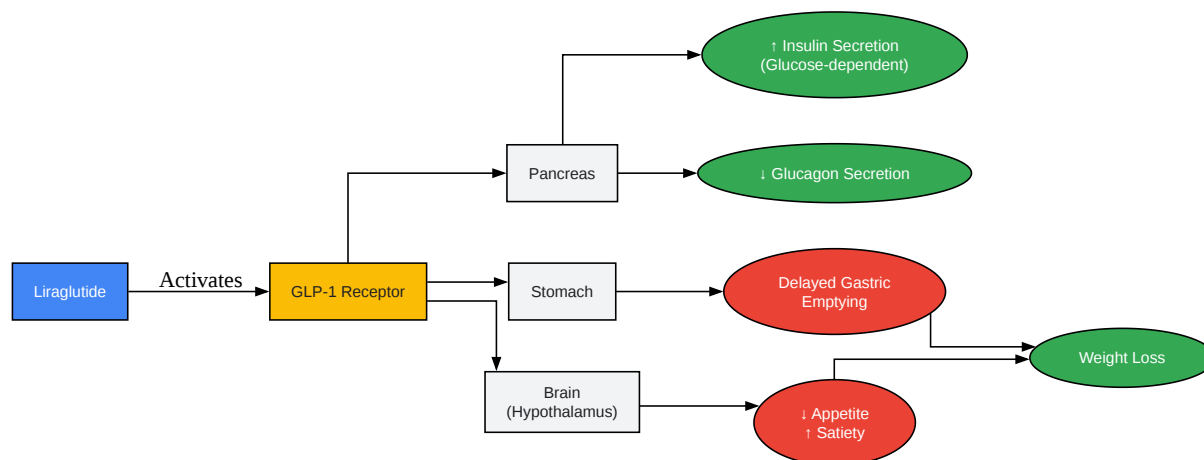 ↑ Insulin Secretion
(Glucose-dependent)
Pancreas
↓ Glucagon Secretion
Liraglutide
Activates
GLP-1 Receptor
Stomach
Delayed Gastric
Emptying
Weight Loss
Brain
(Hypothalamus)
↓ Appetite
↑ Satiety